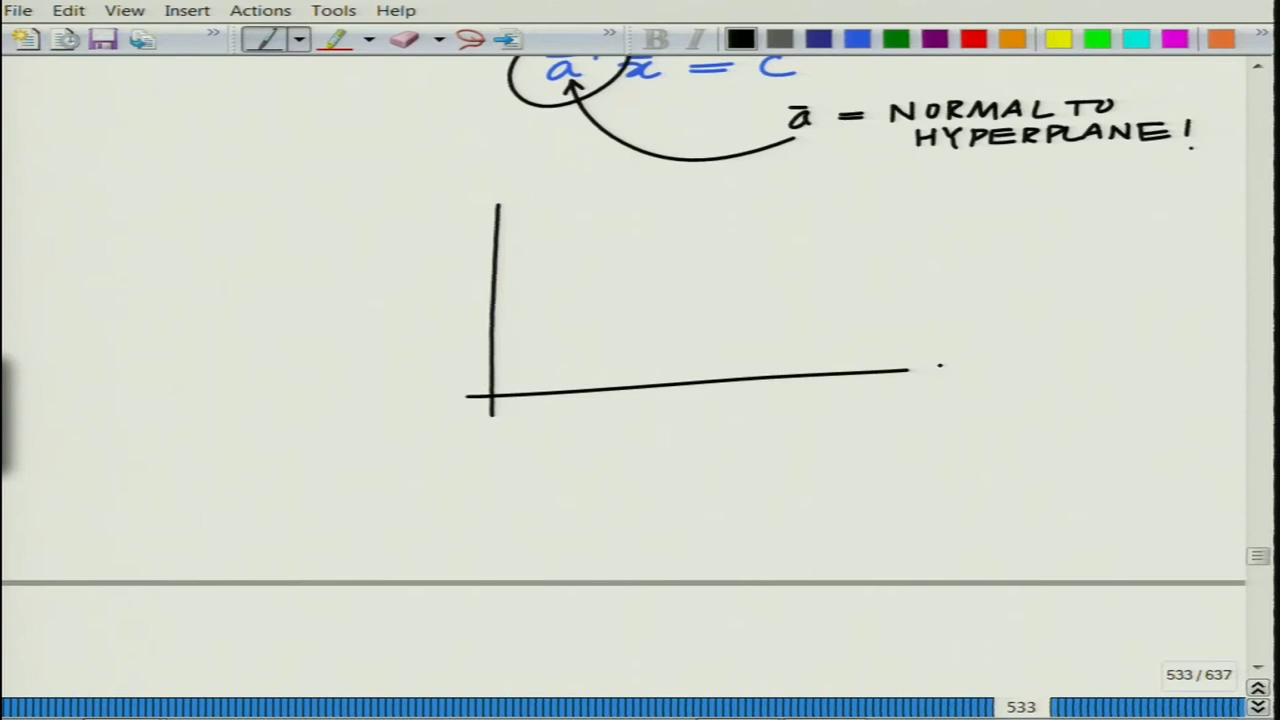 File Edit View Insert Actions Tools Help
B I
ā x̄ = C
ā = NORMAL TO
HYPERPLANE!
533 / 637
533